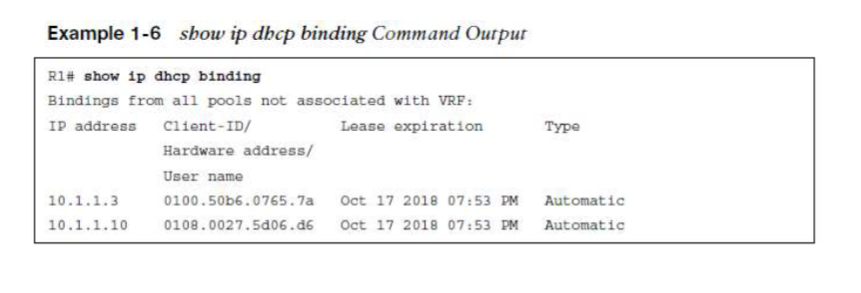 Example 1-6 show ip dhcp binding Command Output
R1# show ip dhcp binding
Bindings from all pools not associated with VRF:
IP address Client-ID/ Lease expiration Type
Hardware address/
User name
10.1.1.3 0100.50b6.0765.7a Oct 17 2018 07:53 PM Automatic
10.1.1.10 0108.0027.5d06.d6 Oct 17 2018 07:53 PM Automatic